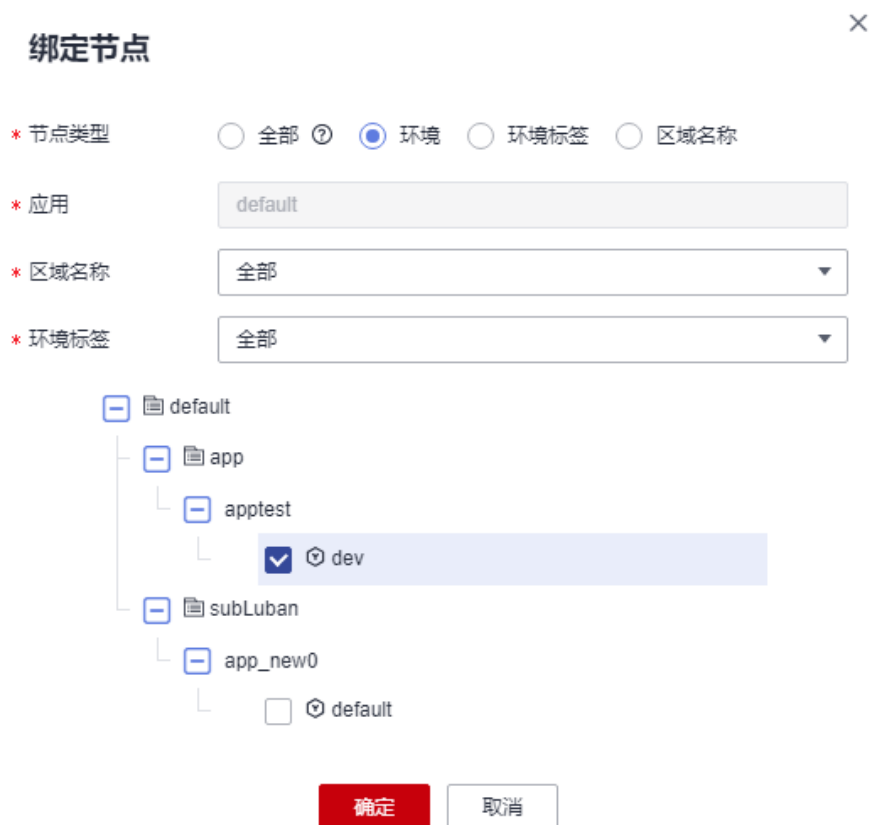 绑定节点
* 节点类型 全部 环境 环境标签 区域名称
* 应用 default
* 区域名称 全部
* 环境标签 全部
default
app
apptest
dev
subLuban
app_new0
default
确定 取消